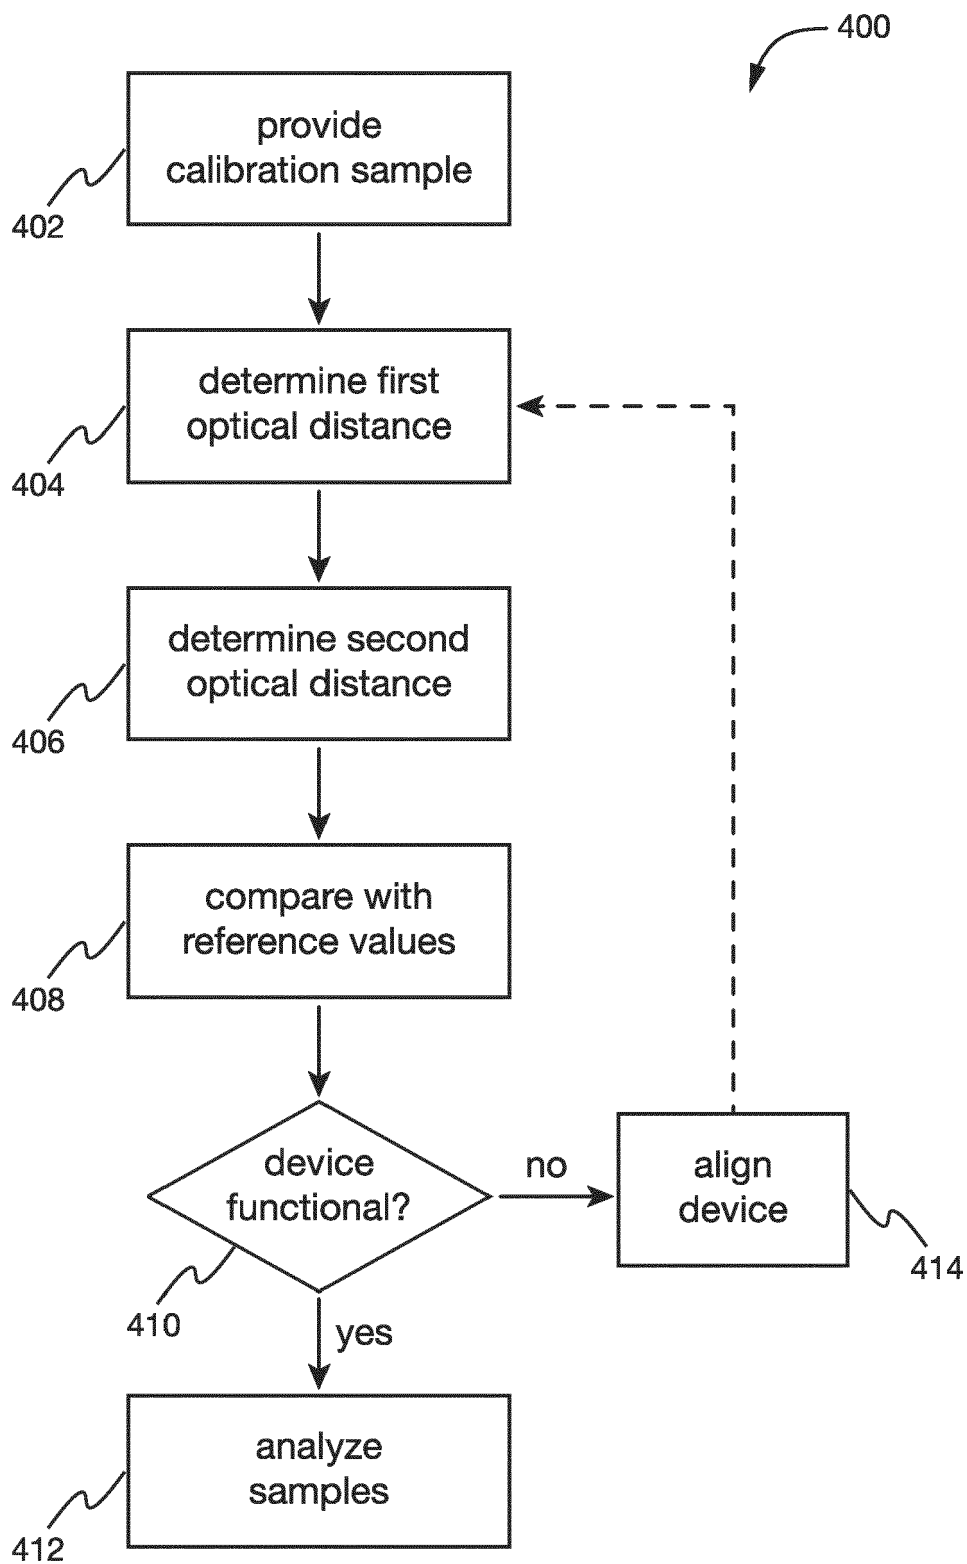 400
provide
calibration sample
402
determine first
optical distance
404
determine second
optical distance
406
compare with
reference values
408
device
functional?
no
align
device
414
410
yes
analyze
samples
412